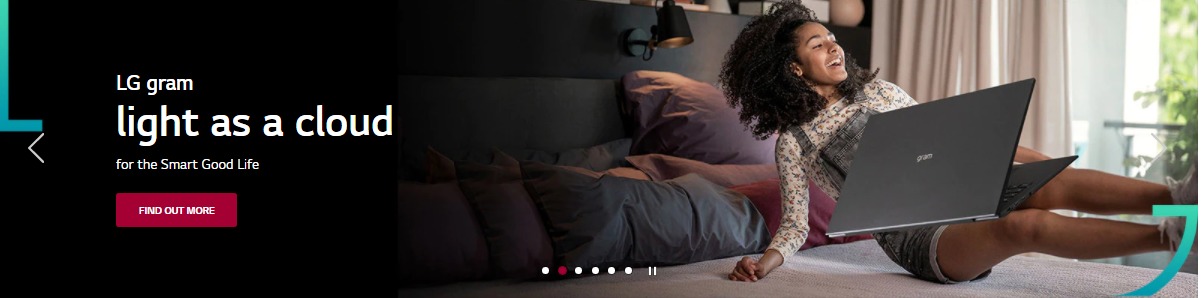 LG gram
light as a cloud
for the Smart Good Life
FIND OUT MORE
gram